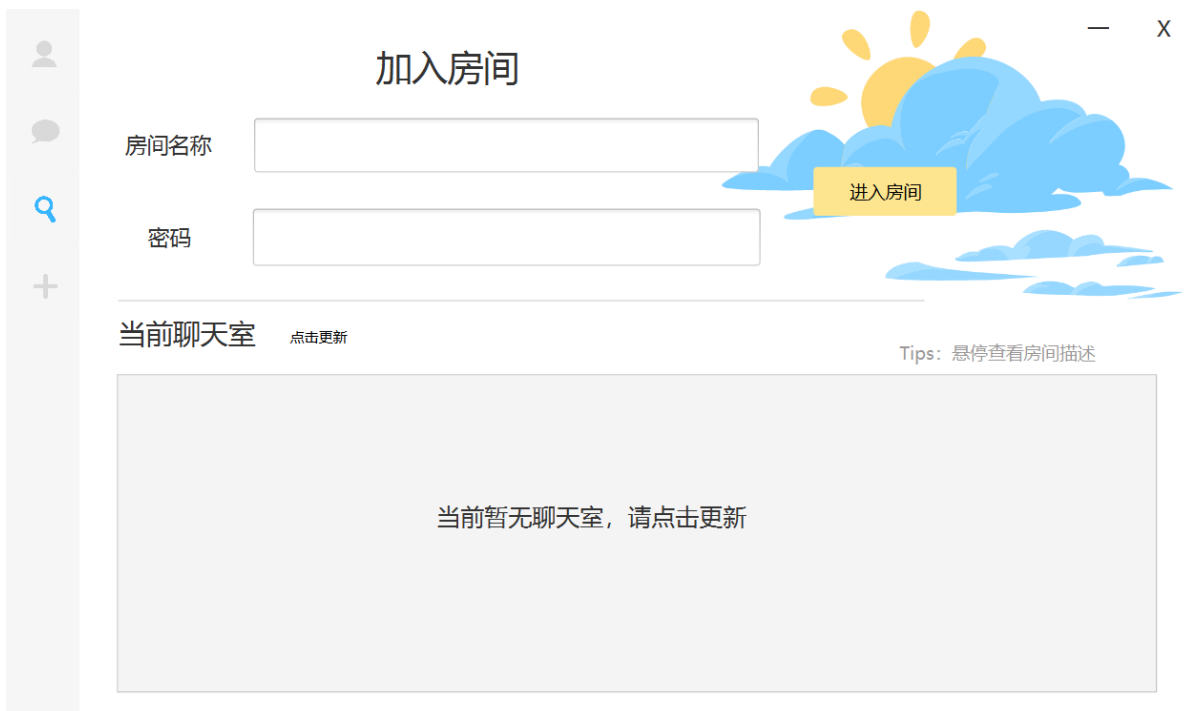 — X
加入房间
房间名称
进入房间
密码
当前聊天室 点击更新
Tips：悬停查看房间描述
当前暂无聊天室，请点击更新